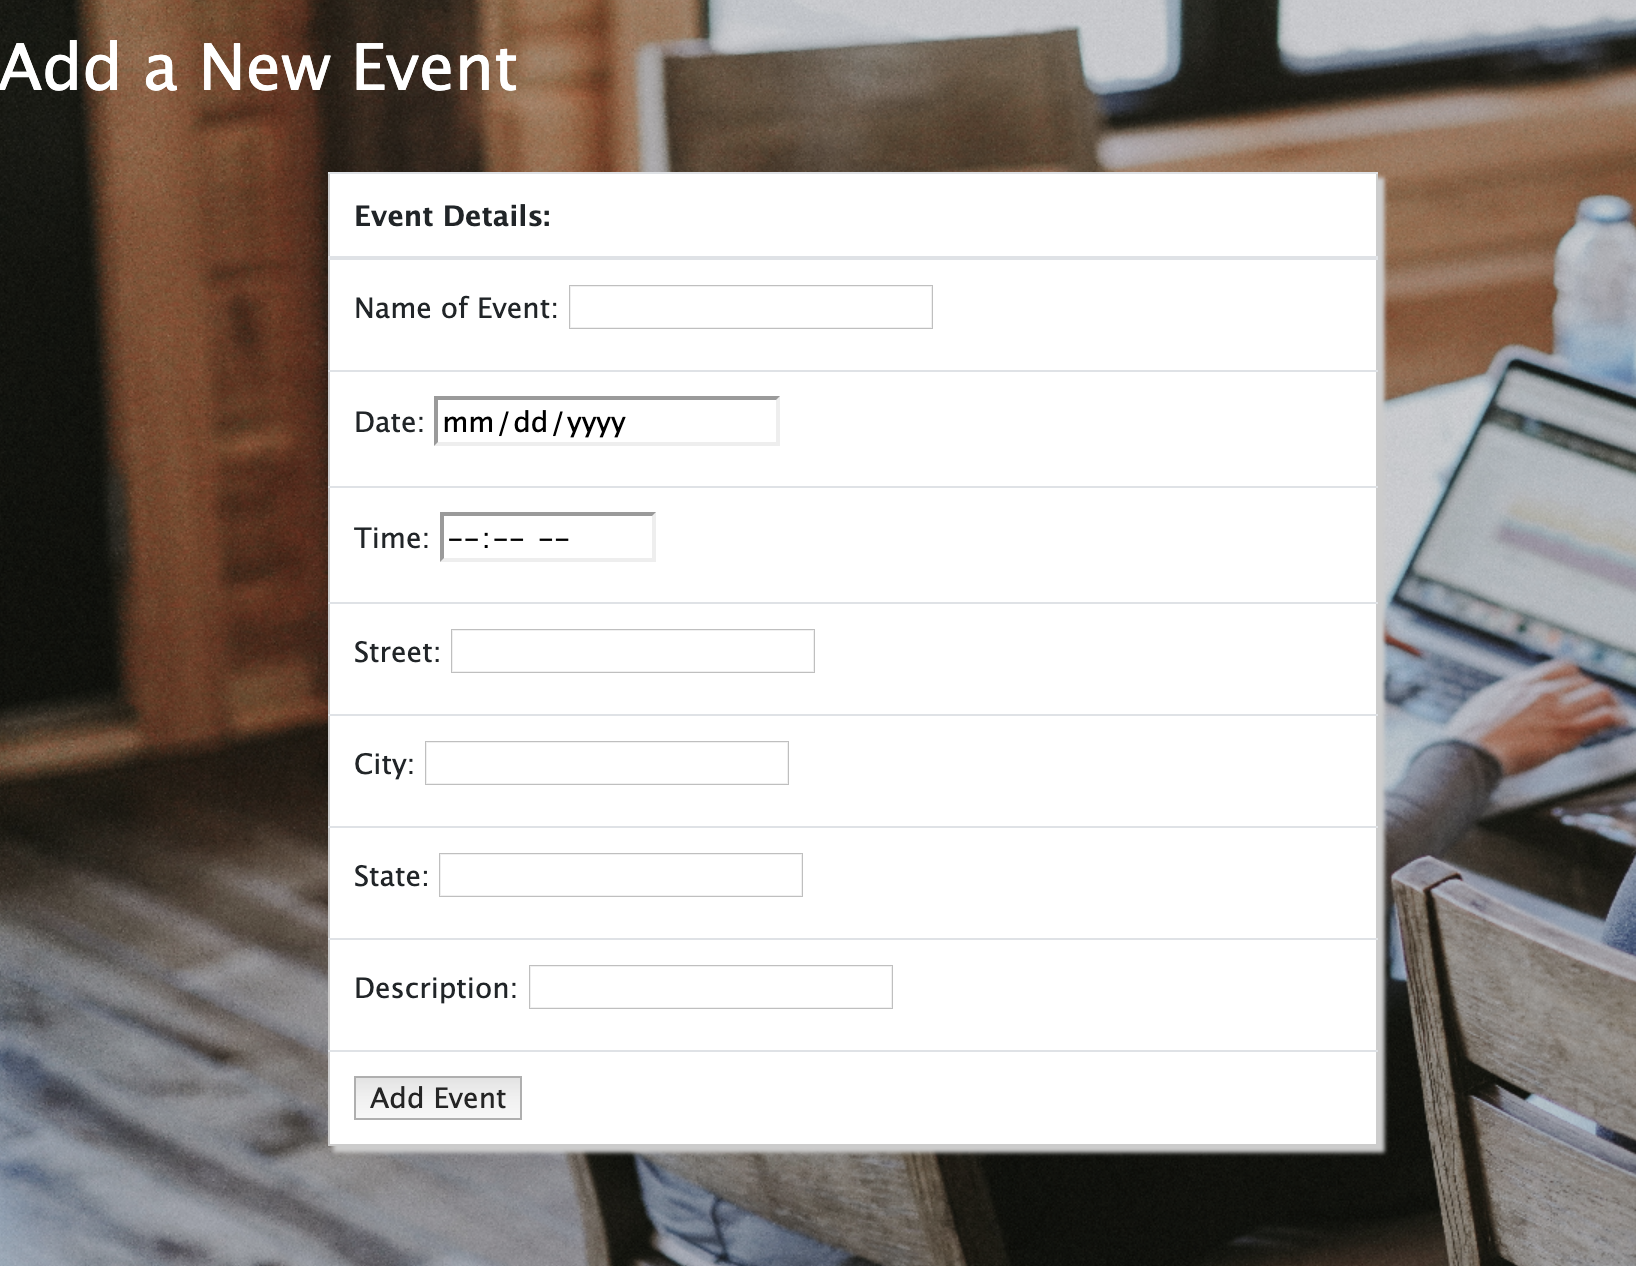 Add a New Event
Event Details:
Name of Event:
Date: mm/dd/yyyy
Time: --:-- --
Street:
City:
State:
Description:
Add Event